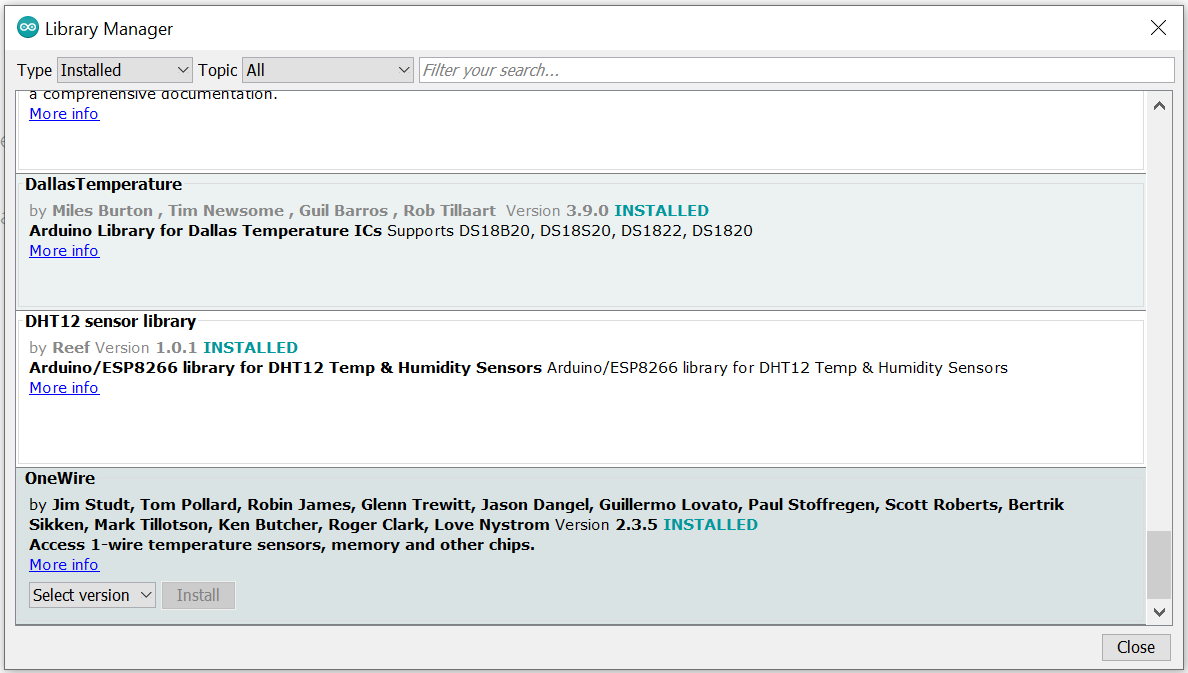 Library Manager
Type Installed Topic All Filter your search...
a comprehensive documentation.
More info
DallasTemperature
by Miles Burton , Tim Newsome , Guil Barros , Rob Tillaart Version 3.9.0 INSTALLED
Arduino Library for Dallas Temperature ICs Supports DS18B20, DS18S20, DS1822, DS1820
More info
DHT12 sensor library
by Reef Version 1.0.1 INSTALLED
Arduino/ESP8266 library for DHT12 Temp & Humidity Sensors Arduino/ESP8266 library for DHT12 Temp & Humidity Sensors
More info
OneWire
by Jim Studt, Tom Pollard, Robin James, Glenn Trewitt, Jason Dangel, Guillermo Lovato, Paul Stoffregen, Scott Roberts, Bertrik
Sikken, Mark Tillotson, Ken Butcher, Roger Clark, Love Nystrom Version 2.3.5 INSTALLED
Access 1-wire temperature sensors, memory and other chips.
More info
Select version Install
Close